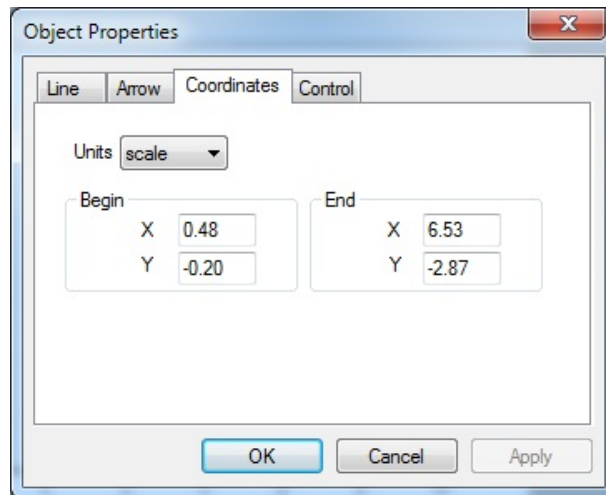 Object Properties
Line Arrow Coordinates Control
Units scale
Begin End
X 0.48 X 6.53
Y -0.20 Y -2.87
OK Cancel Apply